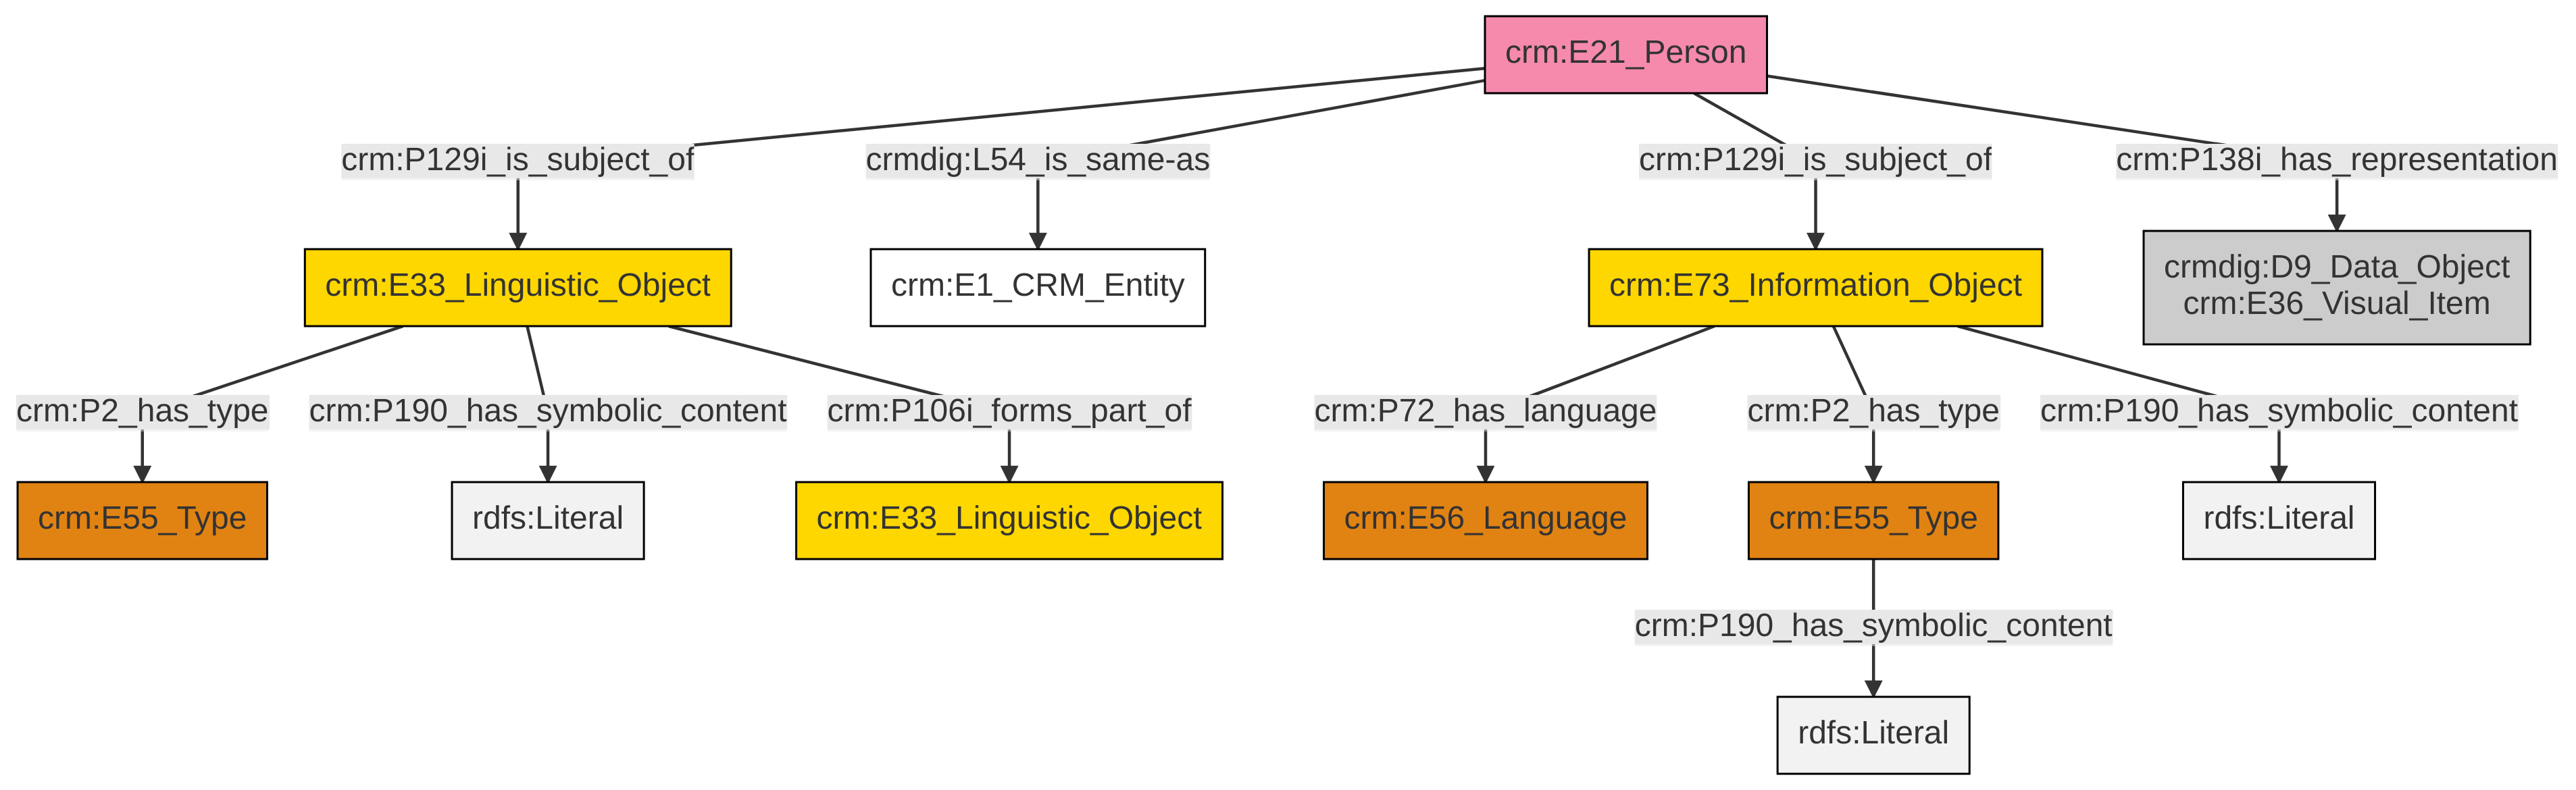 crm:E21_Person
crm:P129i_is_subject_of
crmdig:L54_is_same-as
crm:P129i_is_subject_of
crm:P138i_has_representation
crm:E33_Linguistic_Object
crm:E1_CRM_Entity
crm:E73_Information_Object
crmdig:D9_Data_Object
crm:E36_Visual_Item
crm:P2_has_type
crm:P190_has_symbolic_content
crm:P106i_forms_part_of
crm:P72_has_language
crm:P2_has_type
crm:P190_has_symbolic_content
crm:E55_Type
rdfs:Literal
crm:E33_Linguistic_Object
crm:E56_Language
crm:E55_Type
rdfs:Literal
crm:P190_has_symbolic_content
rdfs:Literal